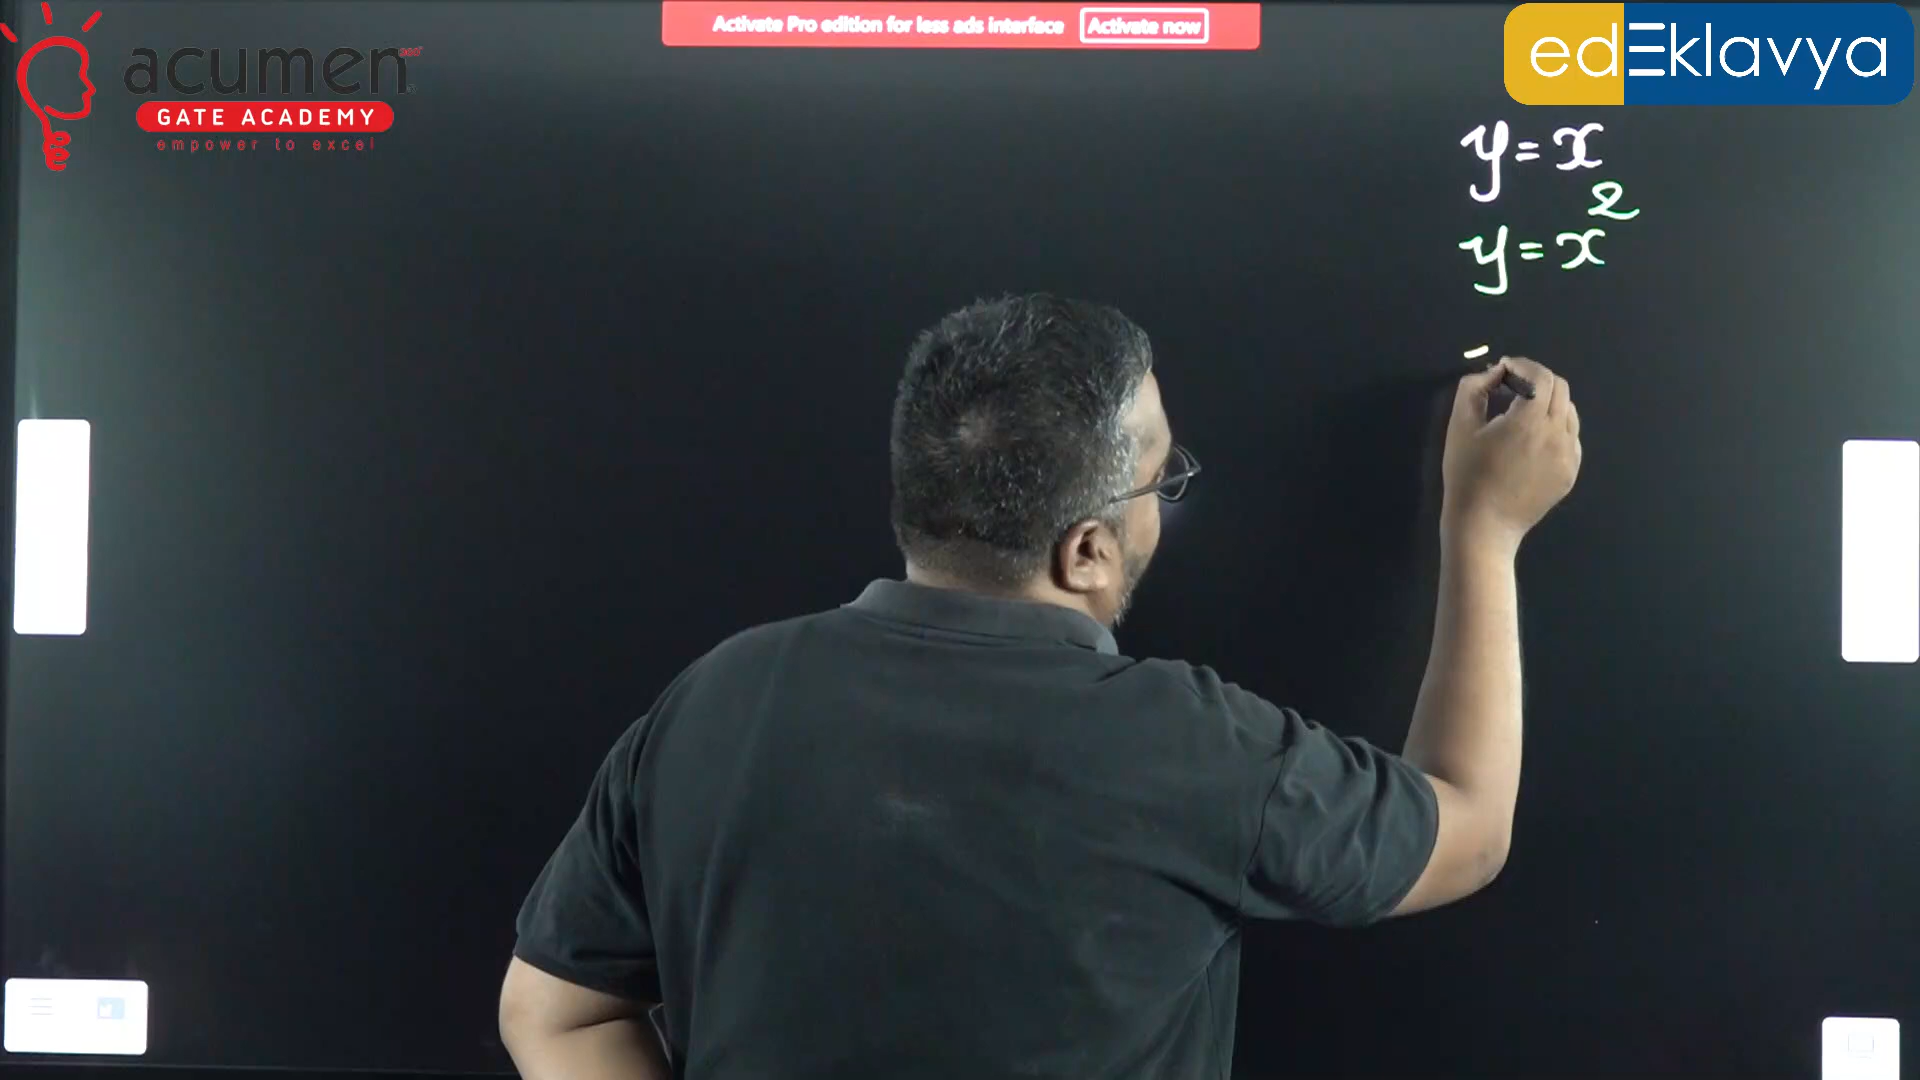 Activate Pro edition for less ads interface Activate now
acumen
GATE ACADEMY
empower to excel
edEklavya
y = x
y = x²